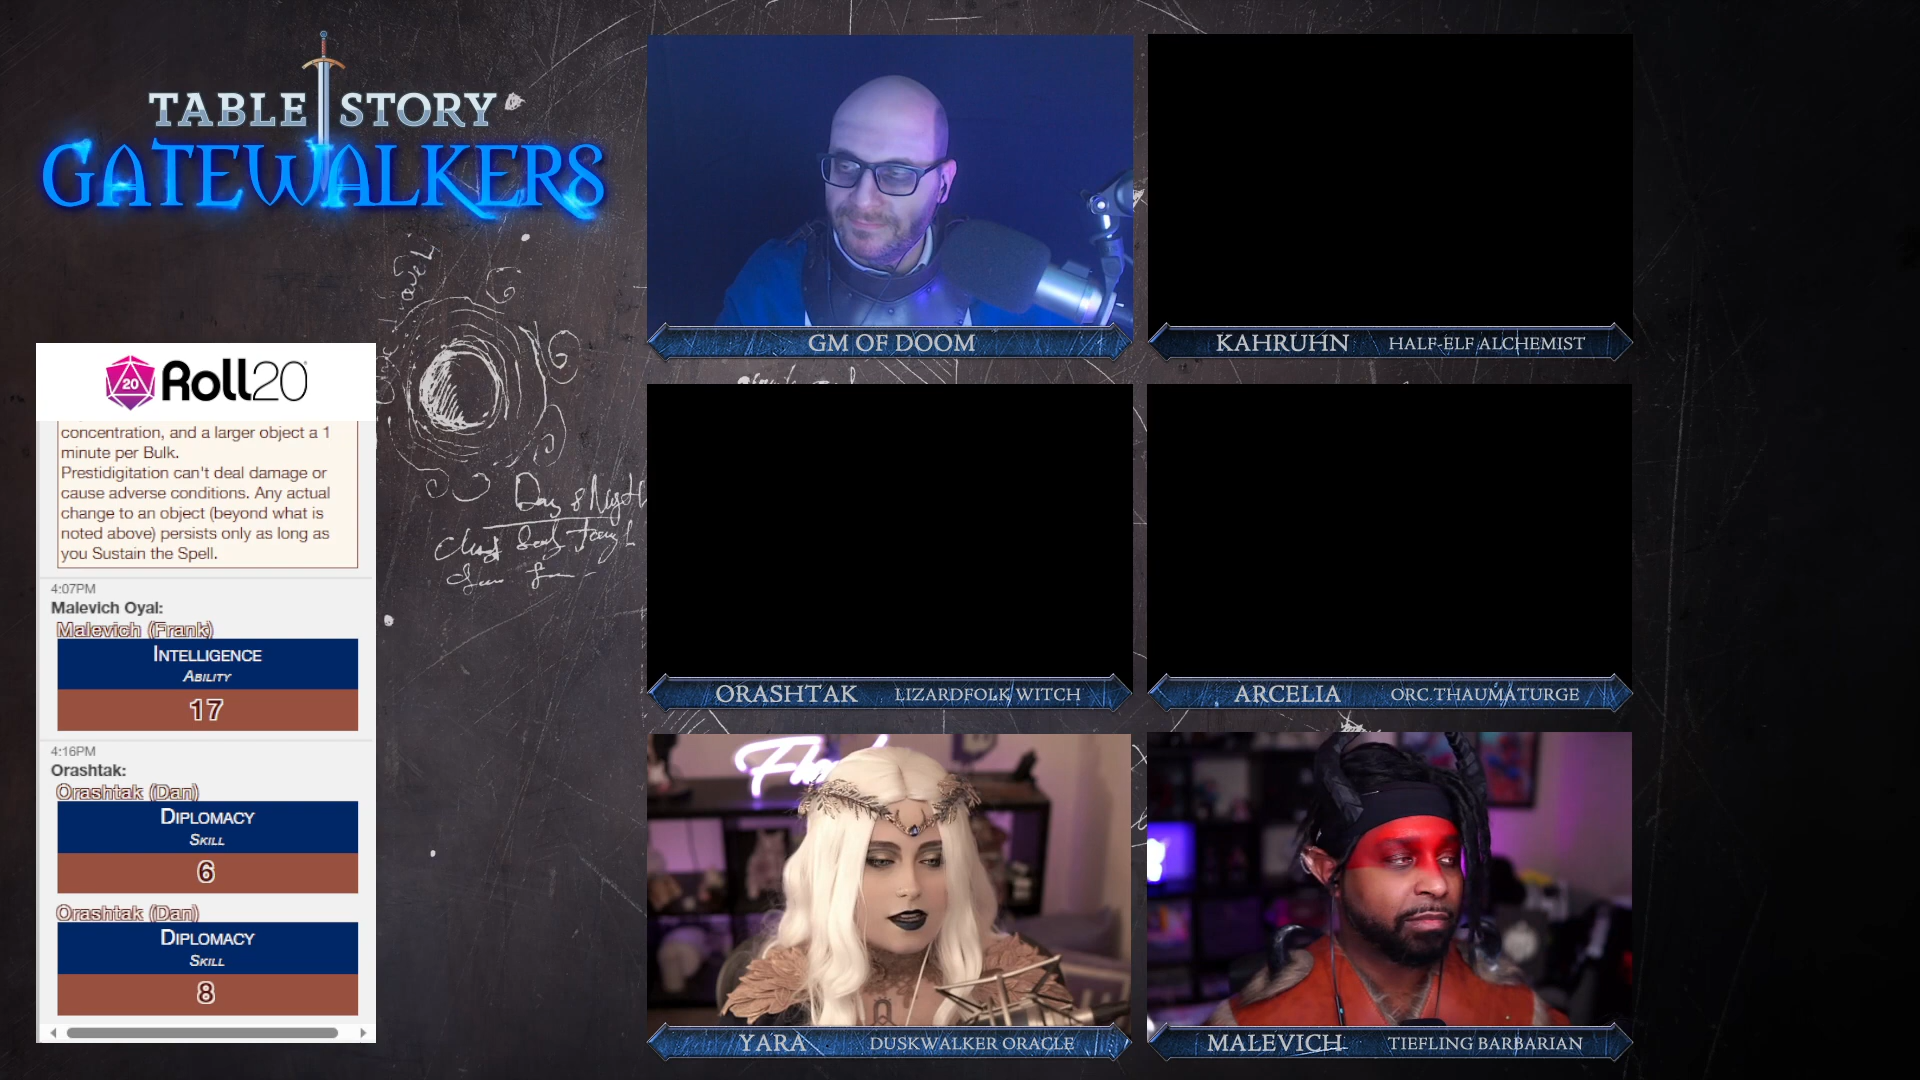 TABLE STORY
GATEWALKERS
Roll20
concentration, and a larger object a 1
minute per Bulk.
Prestidigitation can't deal damage or
cause adverse conditions. Any actual
change to an object (beyond what is
noted above) persists only as long as
you Sustain the Spell.
4:07PM
Malevich Oyal:
Malevich (Frank)
INTELLIGENCE
ABILITY
17
4:16PM
Orashtak:
Orashtak (Dan)
DIPLOMACY
SKILL
6
Orashtak (Dan)
DIPLOMACY
SKILL
8
Day & Night
GM OF DOOM
KAHRUHN HALF-ELF ALCHEMIST
ORASHTAK LIZARDFOLK WITCH
ARCELIA ORC THAUMATURGE
YARA DUSKWALKER ORACLE
MALEVICH TIEFLING BARBARIAN